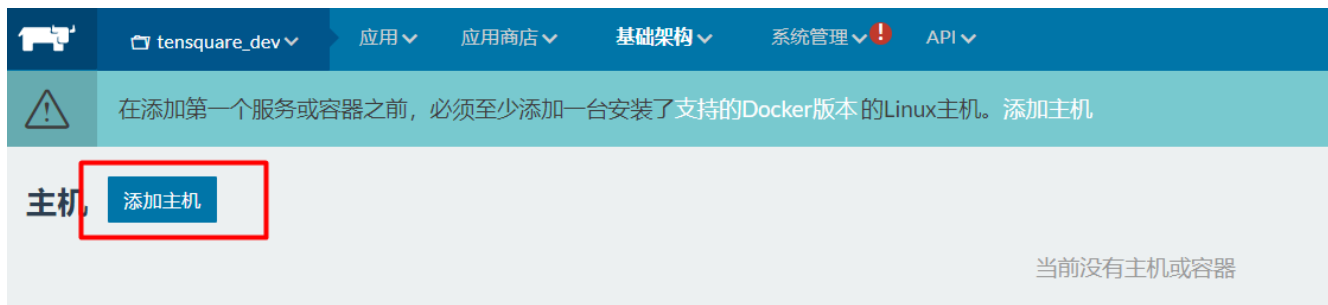 tensquare_dev 应用 应用商店 基础架构 系统管理 ! API
在添加第一个服务或容器之前，必须至少添加一台安装了支持的Docker版本 的Linux主机。添加主机
主机 添加主机
当前没有主机或容器